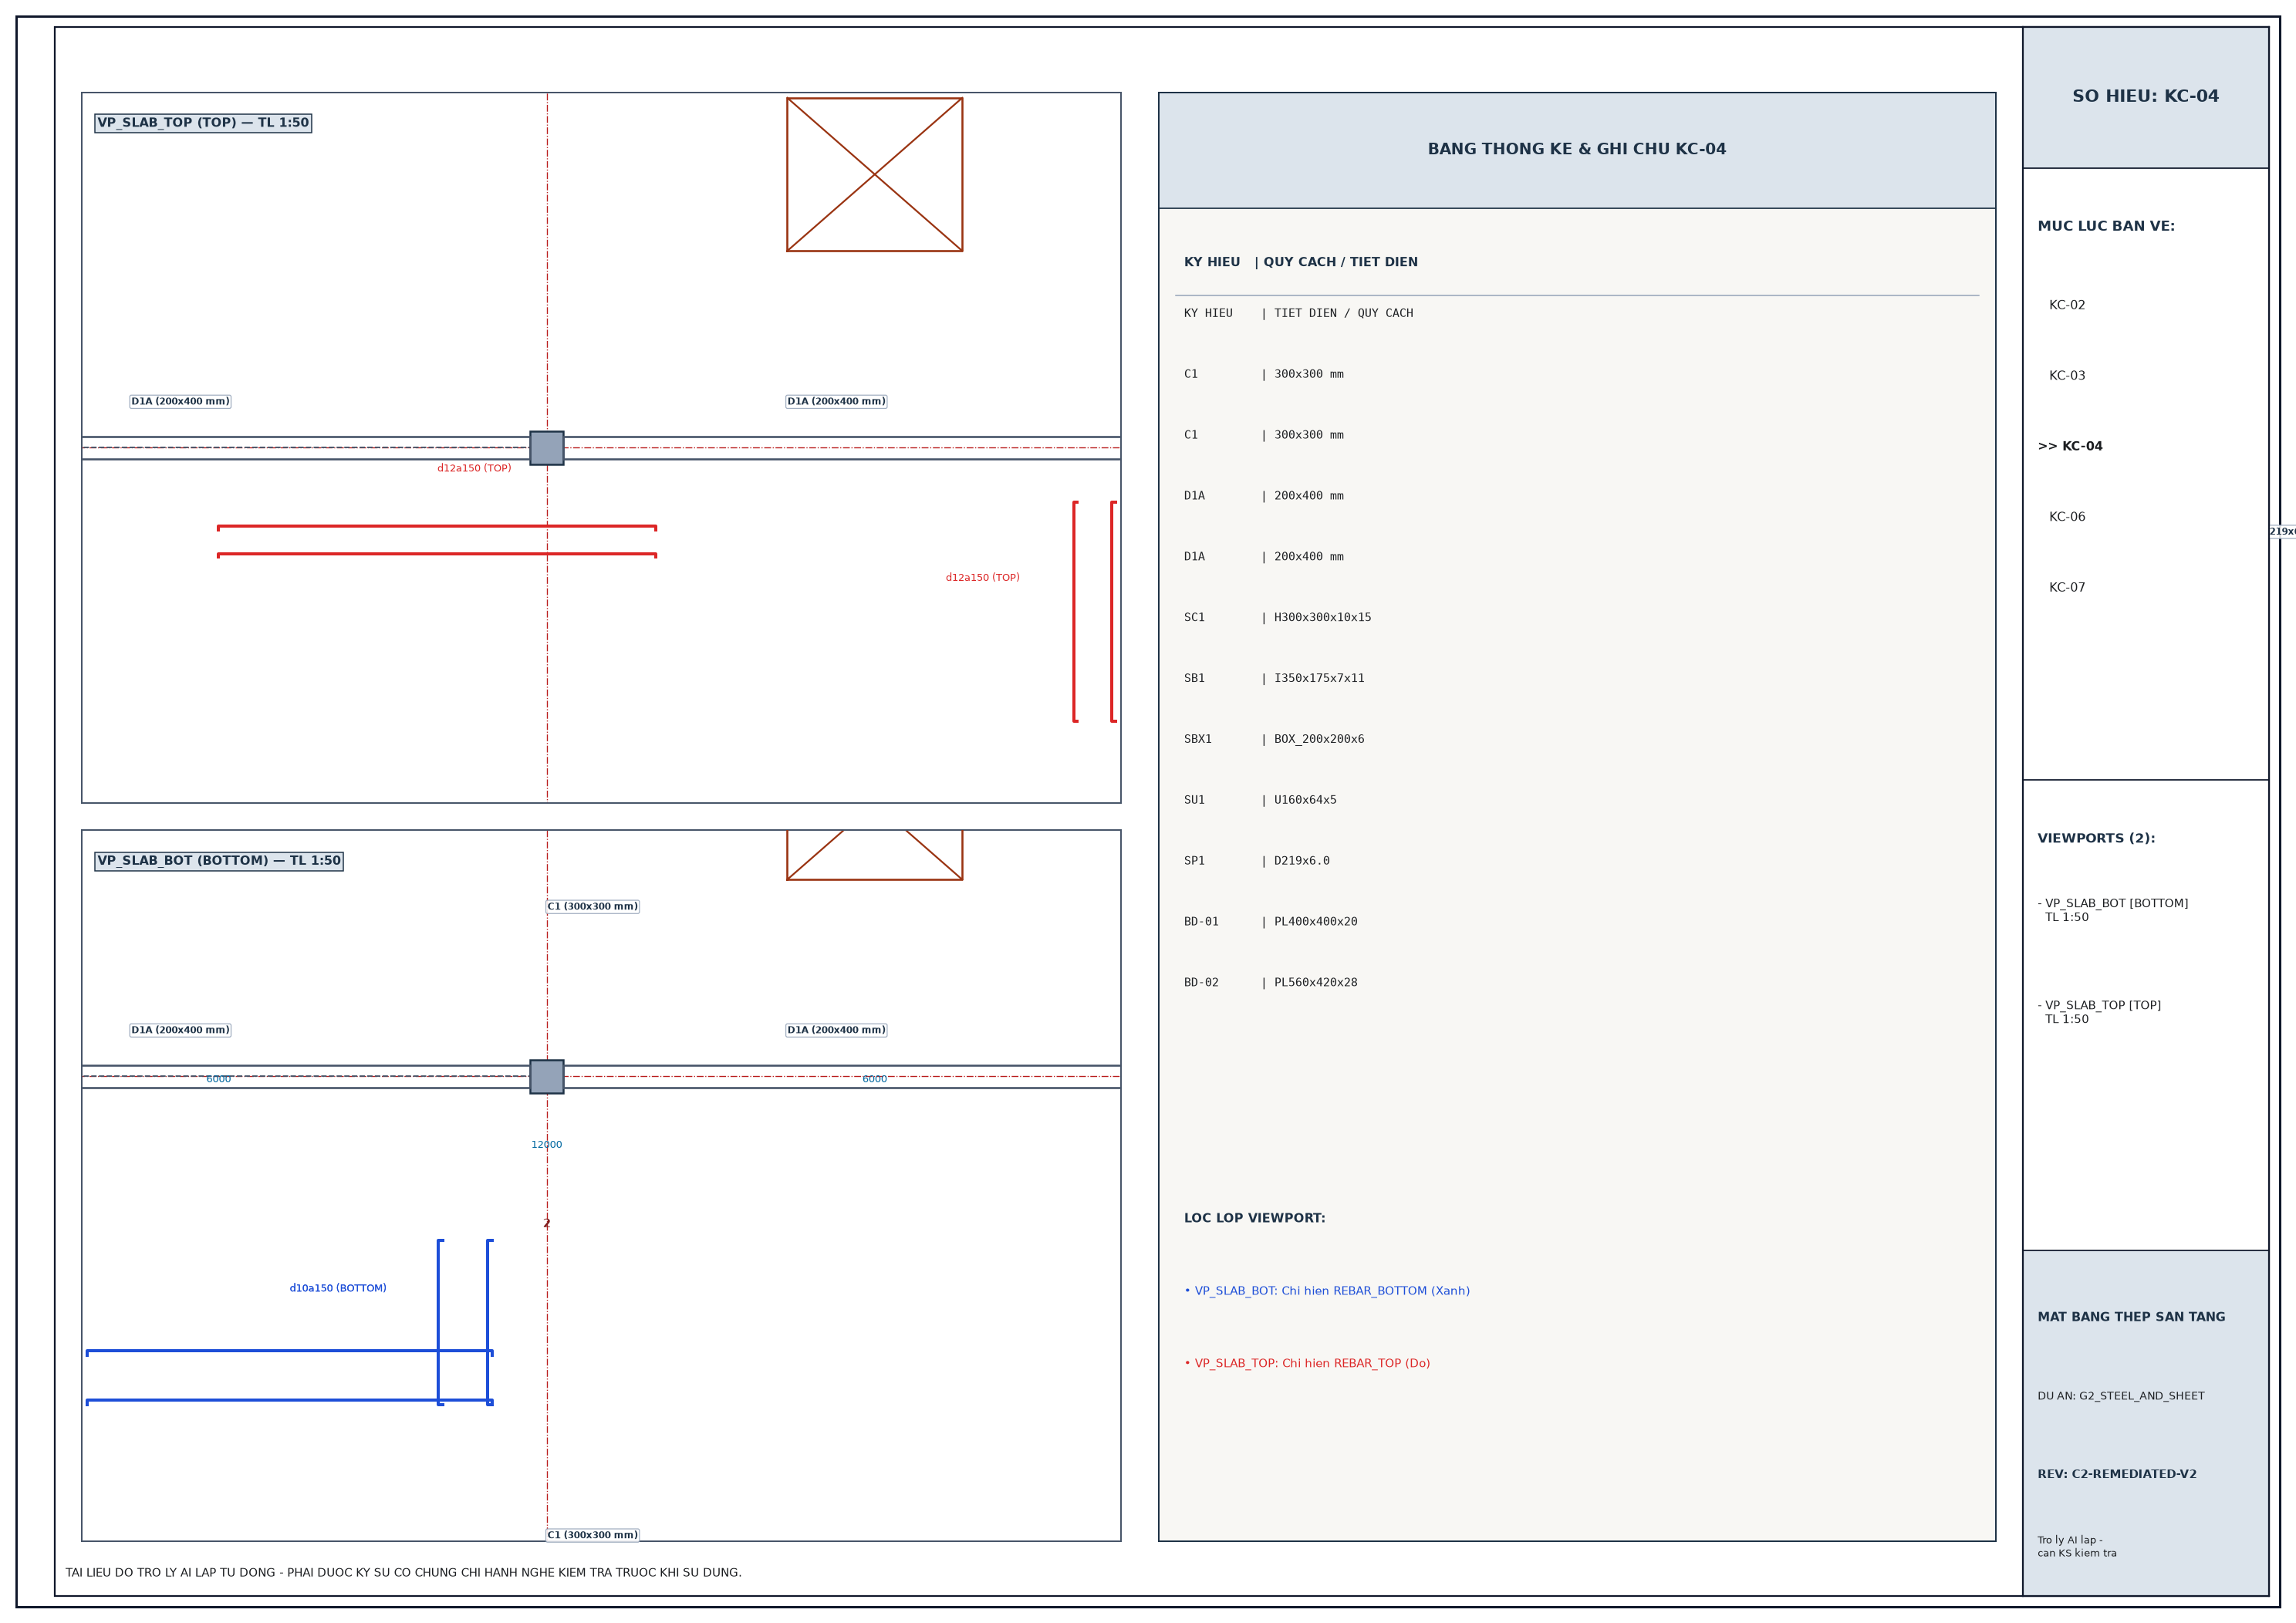 VP_SLAB_TOP (TOP) — TL 1:50
D1A (200x400 mm)
D1A (200x400 mm)
d12a150 (TOP)
d12a150 (TOP)
VP_SLAB_BOT (BOTTOM) — TL 1:50
C1 (300x300 mm)
D1A (200x400 mm)
D1A (200x400 mm)
6000
6000
12000
2
d10a150 (BOTTOM)
C1 (300x300 mm)
TAI LIEU DO TRO LY AI LAP TU DONG - PHAI DUOC KY SU CO CHUNG CHI HANH NGHE KIEM TRA TRUOC KHI SU DUNG.
BANG THONG KE & GHI CHU KC-04
KY HIEU | QUY CACH / TIET DIEN
KY HIEU | TIET DIEN / QUY CACH
C1 | 300x300 mm
C1 | 300x300 mm
D1A | 200x400 mm
D1A | 200x400 mm
SC1 | H300x300x10x15
SB1 | I350x175x7x11
SBX1 | BOX_200x200x6
SU1 | U160x64x5
SP1 | D219x6.0
BD-01 | PL400x400x20
BD-02 | PL560x420x28
LOC LOP VIEWPORT:
• VP_SLAB_BOT: Chi hien REBAR_BOTTOM (Xanh)
• VP_SLAB_TOP: Chi hien REBAR_TOP (Do)
SO HIEU: KC-04
MUC LUC BAN VE:
KC-02
KC-03
>> KC-04
KC-06
KC-07
VIEWPORTS (2):
- VP_SLAB_BOT [BOTTOM]
TL 1:50
- VP_SLAB_TOP [TOP]
TL 1:50
MAT BANG THEP SAN TANG
DU AN: G2_STEEL_AND_SHEET
REV: C2-REMEDIATED-V2
Tro ly AI lap -
can KS kiem tra